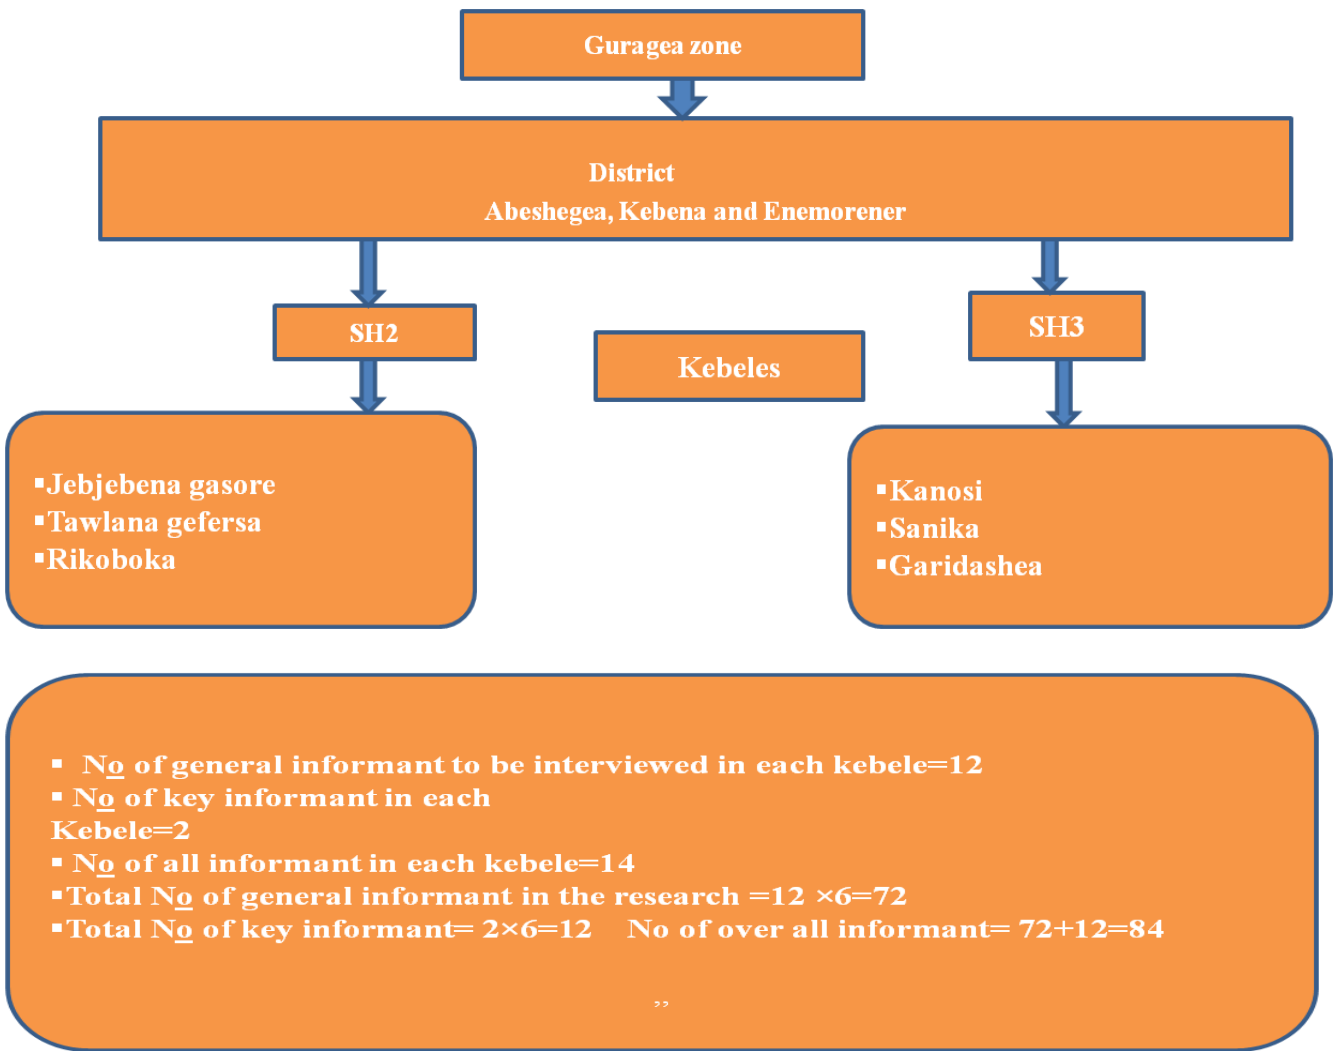 Guragea zone
District
Abeshegea, Kebena and Enemorener
SH2
Kebeles
SH3
▪Jebjebena gasore
▪Tawlana gefersa
▪Rikoboka
▪Kanosi
▪Sanika
▪Garidashea
▪ No of general informant to be interviewed in each kebele=12
▪ No of key informant in each
Kebele=2
▪ No of all informant in each kebele=14
▪Total No of general informant in the research =12 ×6=72
▪Total No of key informant= 2×6=12 No of over all informant= 72+12=84
,,